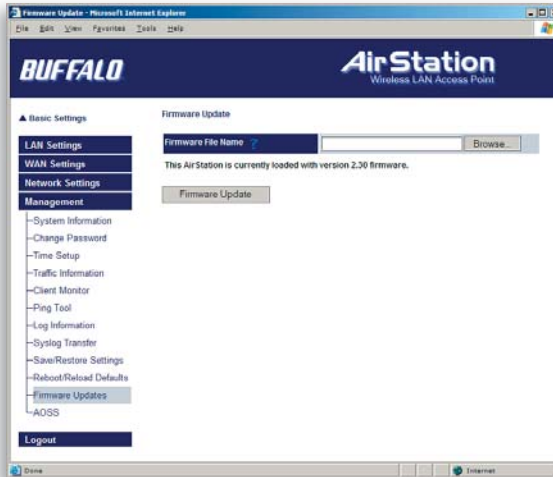 Firmware Update - Microsoft Internet Explorer
File Edit View Favorites Tools Help
BUFFALO
AirStation
Wireless LAN Access Point
▲ Basic Settings
LAN Settings
WAN Settings
Network Settings
Management
System Information
Change Password
Time Setup
Traffic Information
Client Monitor
Ping Tool
Log Information
Syslog Transfer
Save/Restore Settings
Reboot/Reload Defaults
Firmware Updates
AOSS
Logout
Firmware Update
Firmware File Name ? Browse...
This AirStation is currently loaded with version 2.30 firmware.
Firmware Update
Done Internet